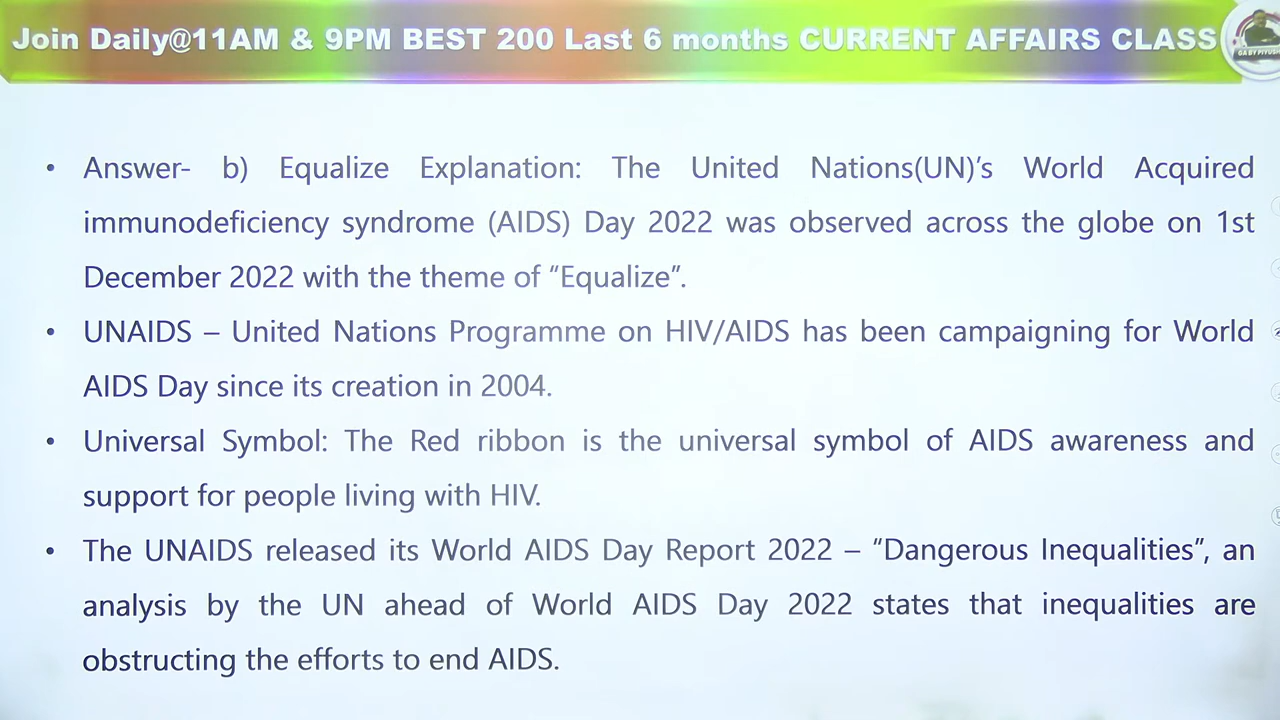 Join Daily@11AM & 9PM BEST 200 Last 6 months CURRENT AFFAIRS CLASS
GA BY PIYUSH
• Answer- b) Equalize Explanation: The United Nations(UN)’s World Acquired
immunodeficiency syndrome (AIDS) Day 2022 was observed across the globe on 1st
December 2022 with the theme of “Equalize”.
• UNAIDS – United Nations Programme on HIV/AIDS has been campaigning for World
AIDS Day since its creation in 2004.
• Universal Symbol: The Red ribbon is the universal symbol of AIDS awareness and
support for people living with HIV.
• The UNAIDS released its World AIDS Day Report 2022 – “Dangerous Inequalities”, an
analysis by the UN ahead of World AIDS Day 2022 states that inequalities are
obstructing the efforts to end AIDS.